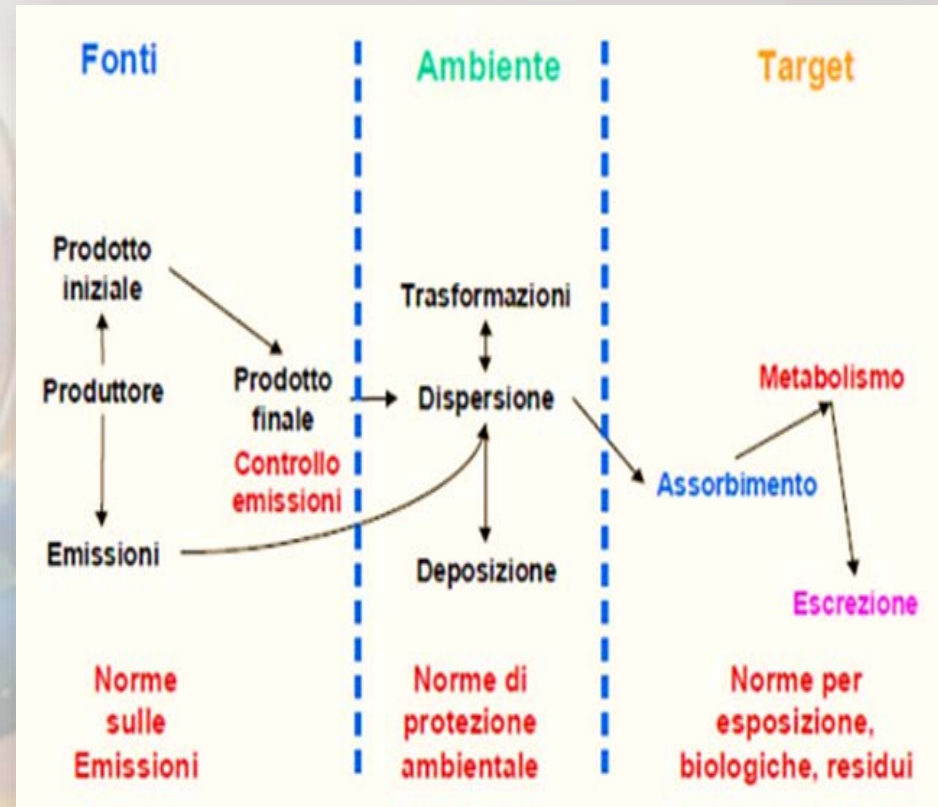 Fonti
Ambiente
Target
Prodotto
iniziale
Produttore
Emissioni
Prodotto
finale
Controllo
emissioni
Trasformazioni
Dispersione
Deposizione
Metabolismo
Assorbimento
Escrezione
Norme
sulle
Emissioni
Norme di
protezione
ambientale
Norme per
esposizione,
biologiche, residui